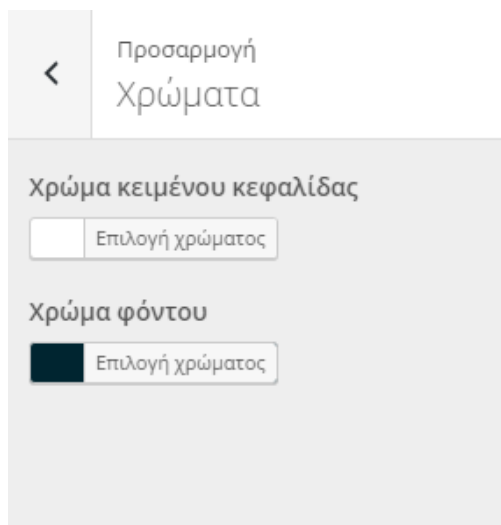 Προσαρμογή
Χρώματα
Χρώμα κειμένου κεφαλίδας
Επιλογή χρώματος
Χρώμα φόντου
Επιλογή χρώματος